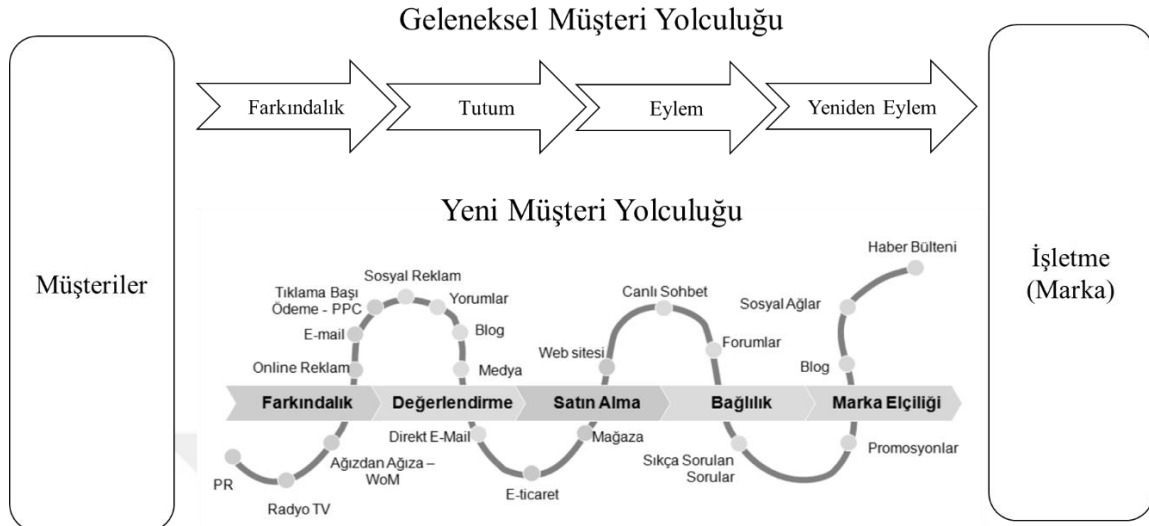 Geleneksel Müşteri Yolculuğu
Müşteriler
Farkındalık
Tutum
Eylem
Yeniden Eylem
İşletme
(Marka)
Yeni Müşteri Yolculuğu
PR
Radyo TV
Ağızdan Ağıza –
WoM
Online Reklam
E-mail
Tıklama Başı
Ödeme - PPC
Sosyal Reklam
Yorumlar
Blog
Medya
Direkt E-Mail
E-ticaret
Mağaza
Web sitesi
Canlı Sohbet
Forumlar
Sıkça Sorulan
Sorular
Promosyonlar
Blog
Sosyal Ağlar
Haber Bülteni
Farkındalık
Değerlendirme
Satın Alma
Bağlılık
Marka Elçiliği